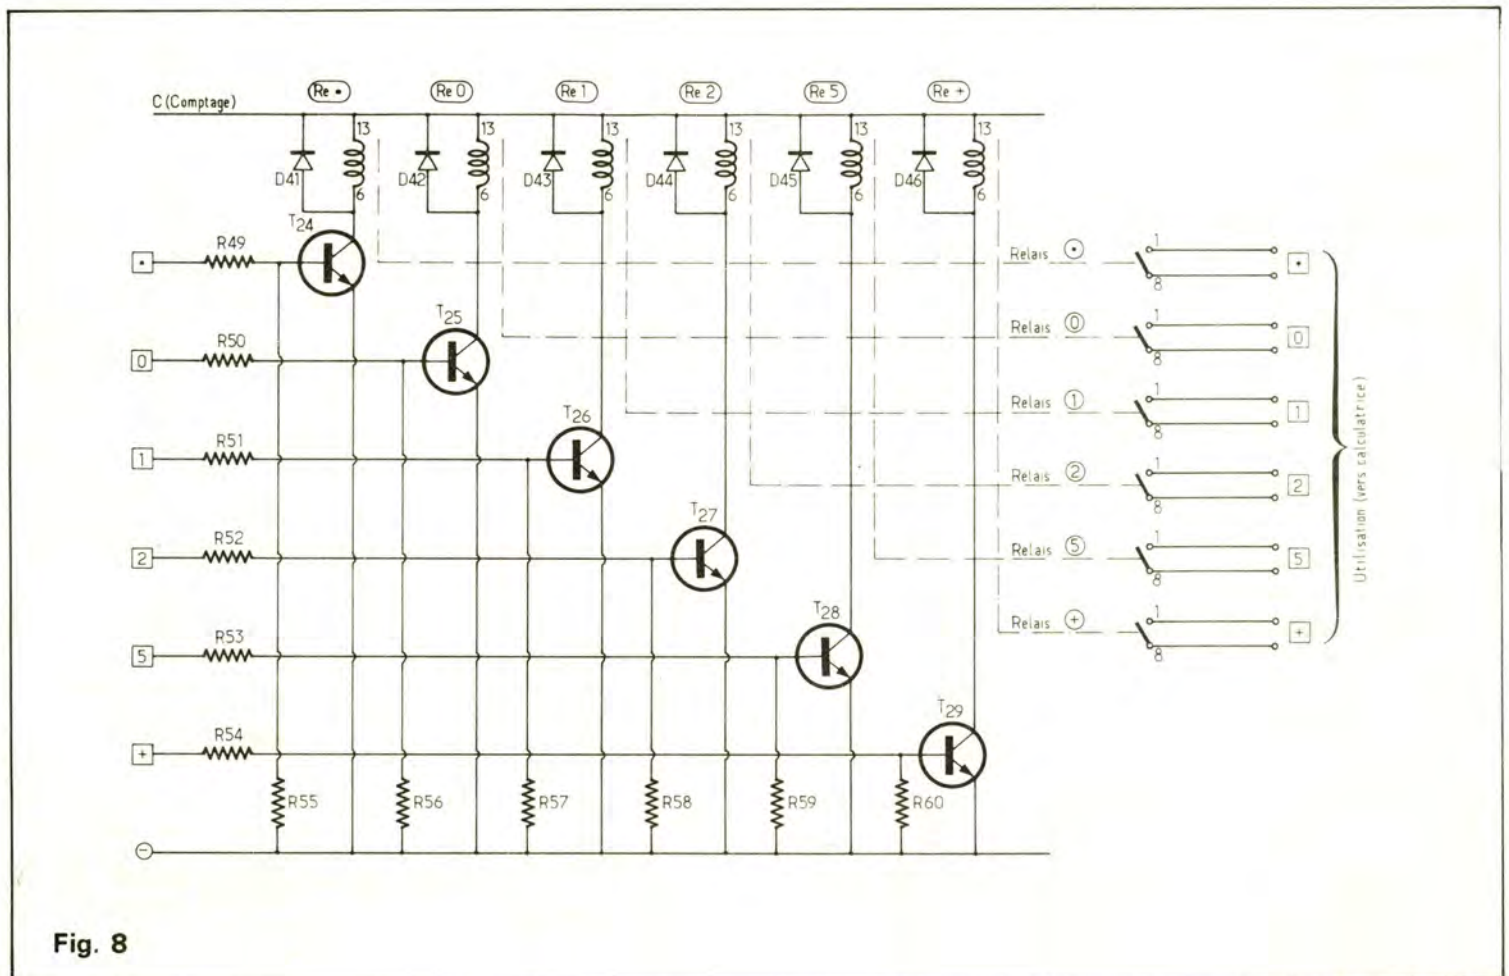 Re • Re 0 Re 1 Re 2 Re 5 Re +
C (Comptage)
13 13 13 13 13 13
D41 D42 D43 D44 D45 D46
6 6 6 6 6 6
T24
• R49
Relais • 1 8 •
T25
0 R50
Relais 0 1 8 0
T26
1 R51
Relais 1 1 8 1
T27
2 R52
Relais 2 1 8 2
T28
5 R53
Relais 5 1 8 5
T29
+ R54
Relais + 1 8 +
Utilisation (vers calculatrice)
R55 R56 R57 R58 R59 R60
−
Fig. 8